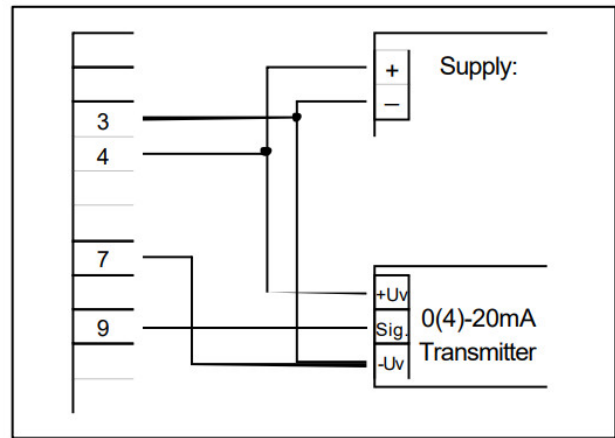 3
4
7
9
+
–
Supply:
+Uv
Sig.
-Uv
0(4)-20mA
Transmitter